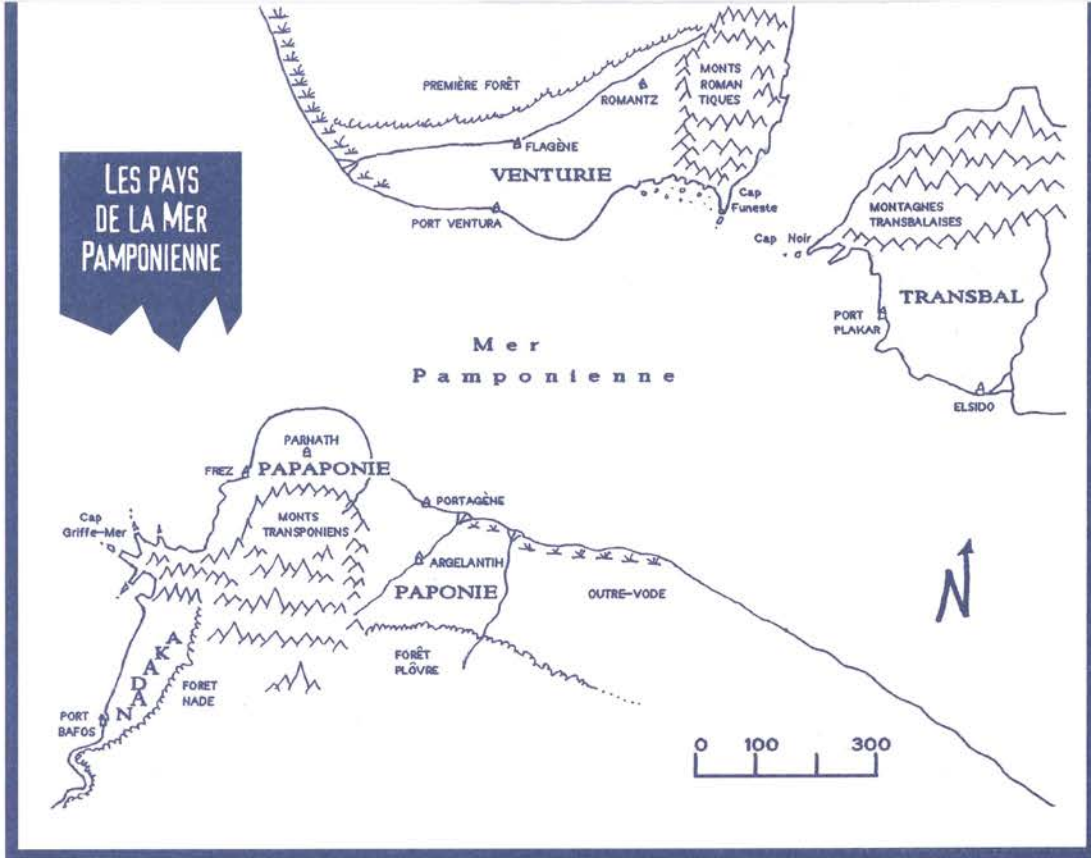 LES PAYS
DE LA MER
PAMPONIENNE
PREMIÈRE FORÊT
MONTS
ROMAN
TIQUES
ROMANTZ
FLAGÈNE
VENTURIE
PORT VENTURA
Cap
Funeste
Cap Noir
MONTAGNES
TRANSBALAISES
TRANSBAL
PORT
PLAKAR
ELSIDO
Mer
Pamponienne
PARNATH
FREZ
PAPAPONIE
Cap
Griffe-Mer
MONTS
TRANSPONIENS
PORTAGÈNE
ARGELANTIH
PAPONIE
OUTRE-VODE
FORÊT
PLÔVRE
NADAKA
FORET
NADE
PORT
BAFOS
N
0 100 300